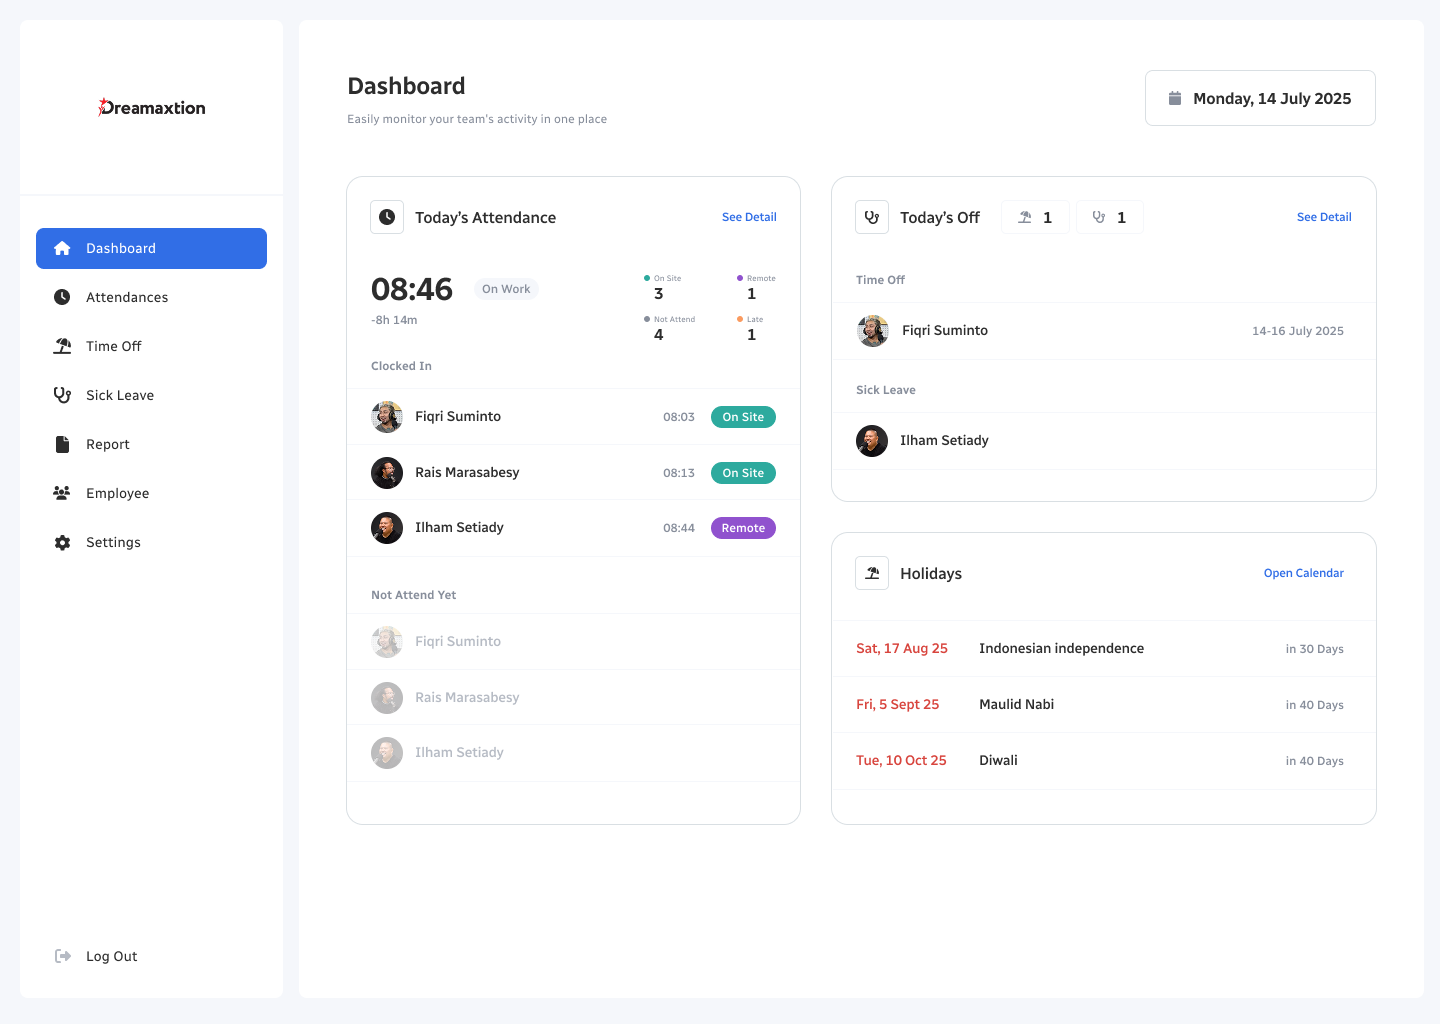 Dreamaxtion
Dashboard
Attendances
Time Off
Sick Leave
Report
Employee
Settings
Log Out
Dashboard
Easily monitor your team's activity in one place
Monday, 14 July 2025
Today's Attendance
See Detail
08:46
On Work
-8h 14m
On Site
3
Remote
1
Not Attend
4
Late
1
Clocked In
Fiqri Suminto 08:03 On Site
Rais Marasabesy 08:13 On Site
Ilham Setiady 08:44 Remote
Not Attend Yet
Fiqri Suminto
Rais Marasabesy
Ilham Setiady
Today's Off 1 1 See Detail
Time Off
Fiqri Suminto 14-16 July 2025
Sick Leave
Ilham Setiady
Holidays Open Calendar
Sat, 17 Aug 25 Indonesian independence in 30 Days
Fri, 5 Sept 25 Maulid Nabi in 40 Days
Tue, 10 Oct 25 Diwali in 40 Days